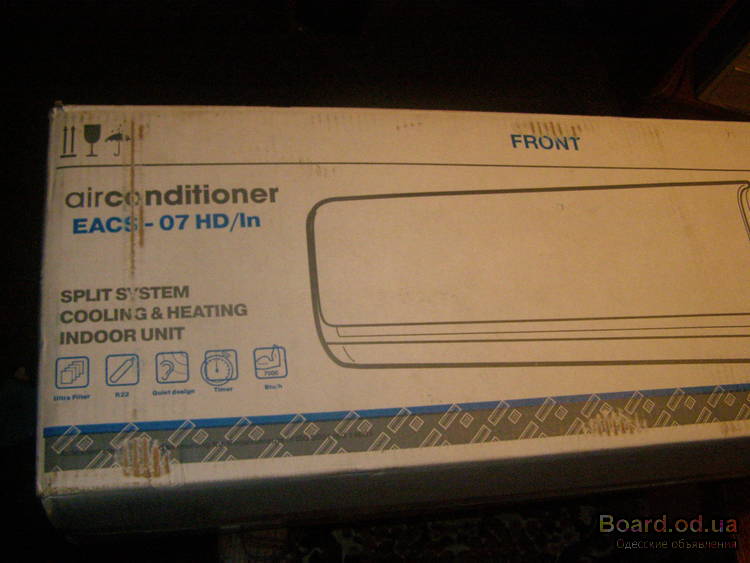 FRONT
airconditioner
EACS - 07 HD/In
SPLIT SYSTEM
COOLING & HEATING
INDOOR UNIT
7000
Ultra Filter
R22
Quiet design
Timer
Btu/h
Board.od.ua
Одесские объявления